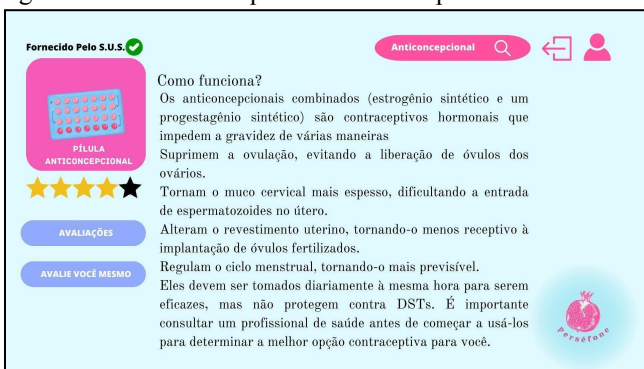 Fornecido Pelo S.U.S.
Anticoncepcional
PÍLULA
ANTICONCEPCIONAL
AVALIAÇÕES
AVALIE VOCÊ MESMO
Como funciona?
Os anticoncepcionais combinados (estrogênio sintético e um
progestagênio sintético) são contraceptivos hormonais que
impedem a gravidez de várias maneiras
Suprimem a ovulação, evitando a liberação de óvulos dos
ovários.
Tornam o muco cervical mais espesso, dificultando a entrada
de espermatozoides no útero.
Alteram o revestimento uterino, tornando-o menos receptivo à
implantação de óvulos fertilizados.
Regulam o ciclo menstrual, tornando-o mais previsível.
Eles devem ser tomados diariamente à mesma hora para serem
eficazes, mas não protegem contra DSTs. É importante
consultar um profissional de saúde antes de começar a usá-los
para determinar a melhor opção contraceptiva para você.
Perséfone